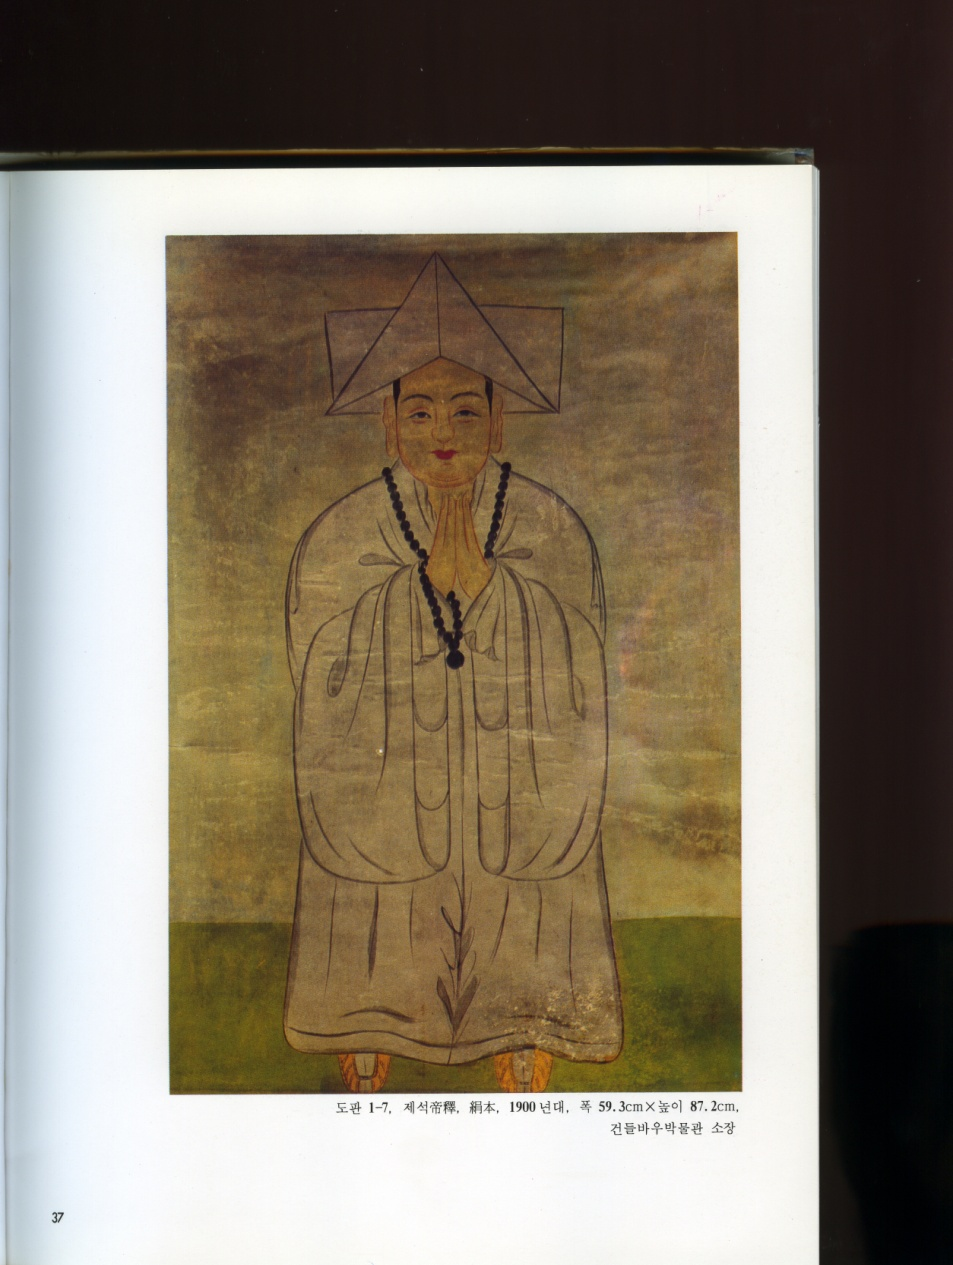 도판 1-7, 제석帝釋, 絹本, 1900년대, 폭 59.3cm×높이 87.2cm,
건들바우박물관 소장
37